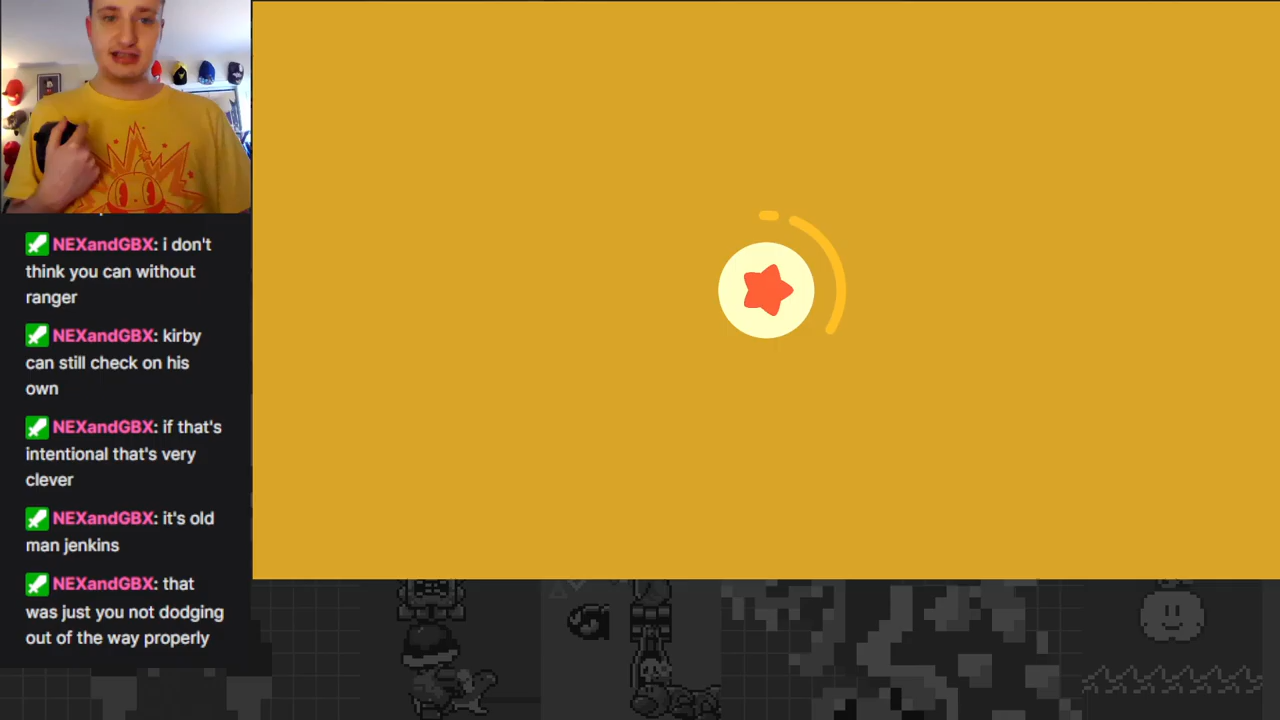 NEXandGBX: i don't
think you can without
ranger
NEXandGBX: kirby
can still check on his
own
NEXandGBX: if that's
intentional that's very
clever
NEXandGBX: it's old
man jenkins
NEXandGBX: that
was just you not dodging
out of the way properly